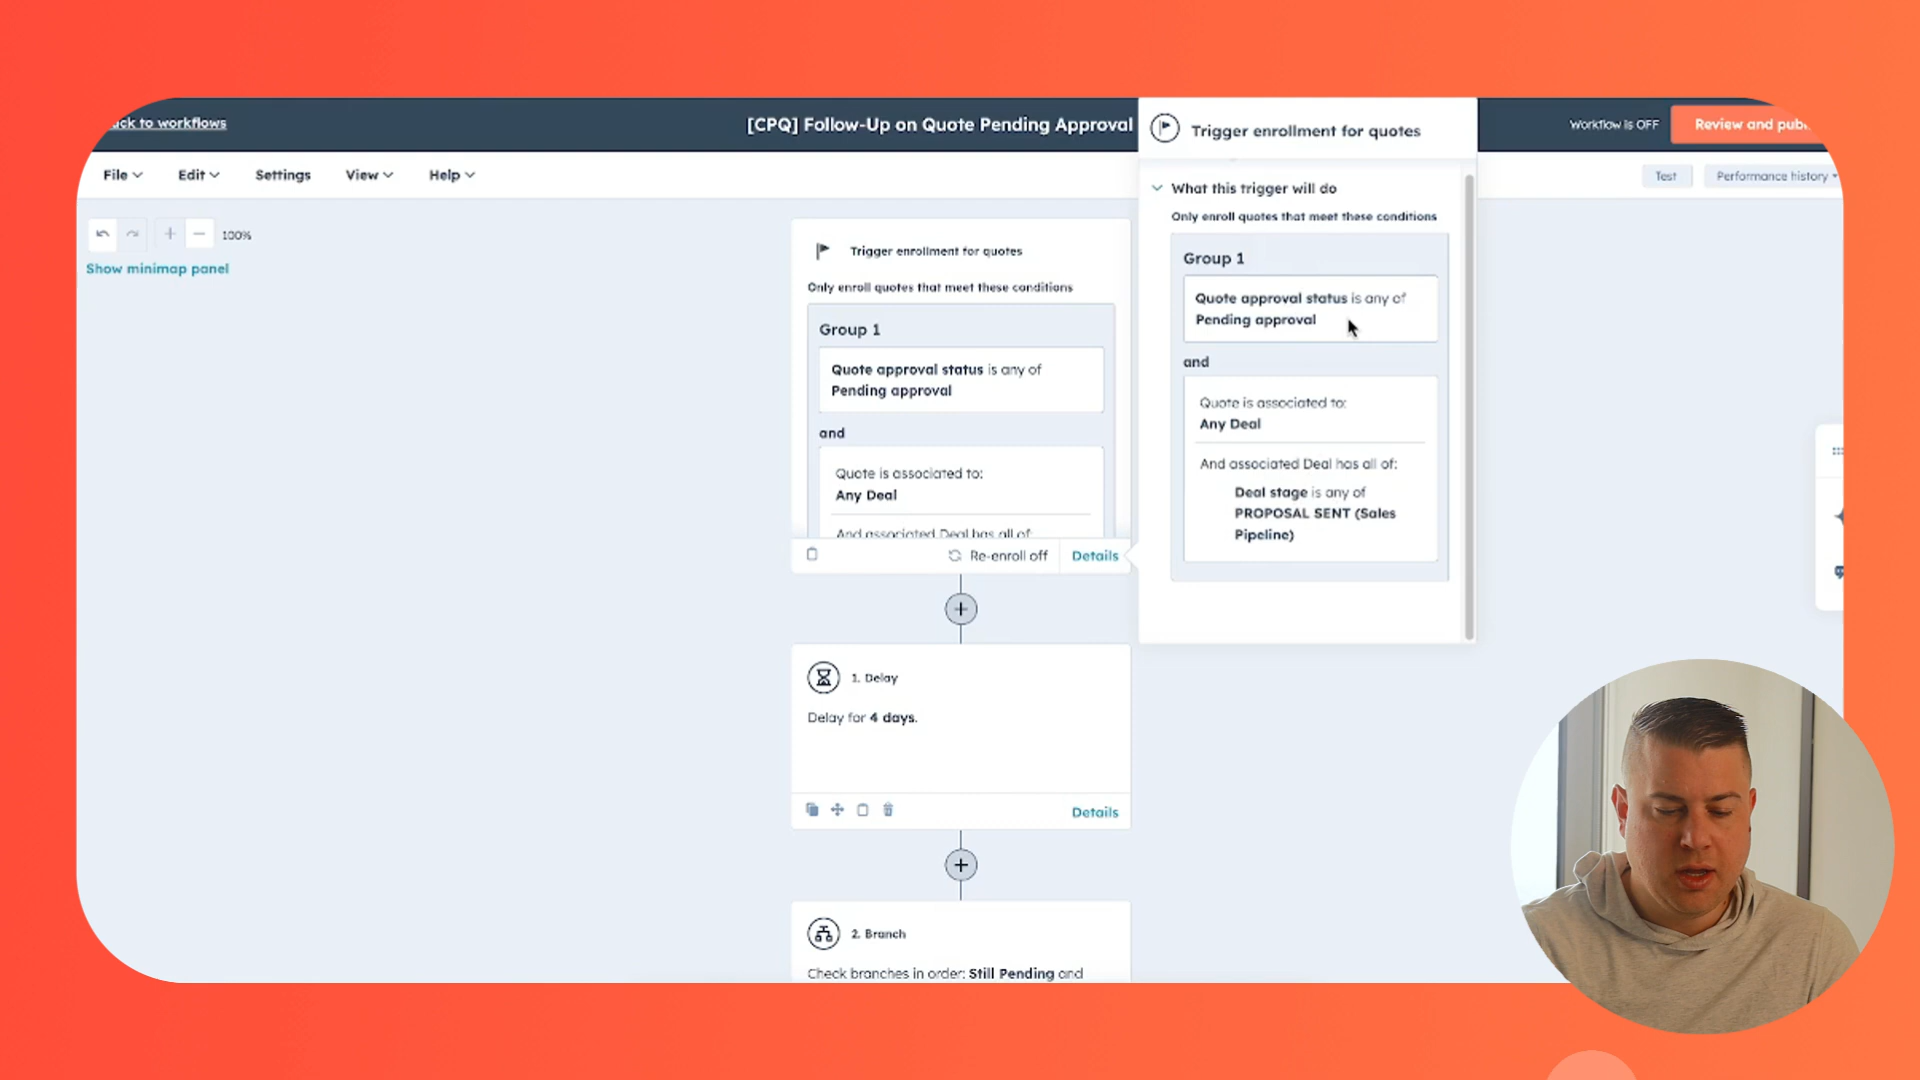 ck to workflows
[CPQ] Follow-Up on Quote Pending Approval
Workflow is OFF
Review and pub
File
Edit
Settings
View
Help
Test
Performance history
100%
Show minimap panel
Trigger enrollment for quotes
Only enroll quotes that meet these conditions
Group 1
Quote approval status is any of
Pending approval
and
Quote is associated to:
Any Deal
And associated Deal has all of:
Re-enroll off
Details
Trigger enrollment for quotes
What this trigger will do
Only enroll quotes that meet these conditions
Group 1
Quote approval status is any of
Pending approval
and
Quote is associated to:
Any Deal
And associated Deal has all of:
Deal stage is any of
PROPOSAL SENT (Sales
Pipeline)
1. Delay
Delay for 4 days.
Details
2. Branch
Check branches in order: Still Pending and